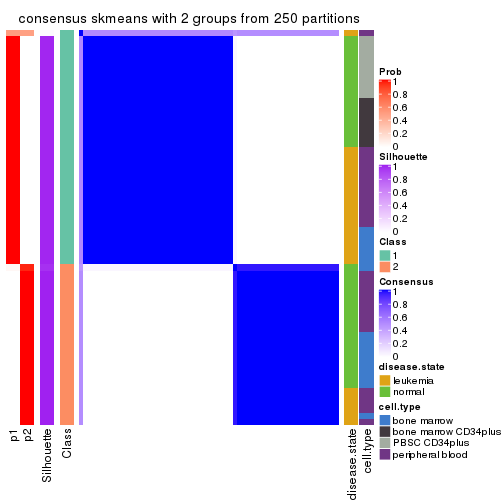 consensus skmeans with 2 groups from 250 partitions
Prob
1
0.8
0.6
0.4
0.2
0
Silhouette
1
0.8
0.6
0.4
0.2
0
Class
1
2
Consensus
1
0.8
0.6
0.4
0.2
0
disease.state
leukemia
normal
cell.type
bone marrow
bone marrow CD34plus
PBSC CD34plus
peripheral blood
p1
p2
Silhouette
Class
disease.state
cell.type